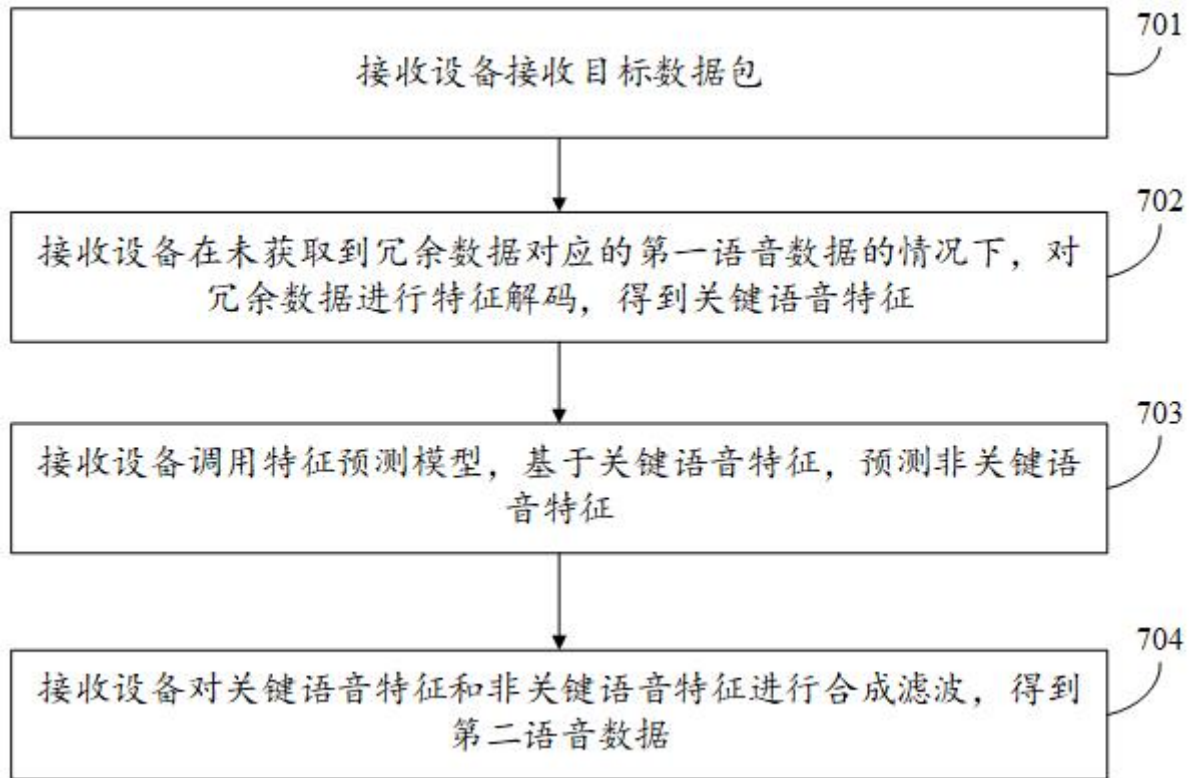 701
接收设备接收目标数据包
702
接收设备在未获取到冗余数据对应的第一语音数据的情况下，对
冗余数据进行特征解码，得到关键语音特征
703
接收设备调用特征预测模型，基于关键语音特征，预测非关键语
音特征
704
接收设备对关键语音特征和非关键语音特征进行合成滤波，得到
第二语音数据